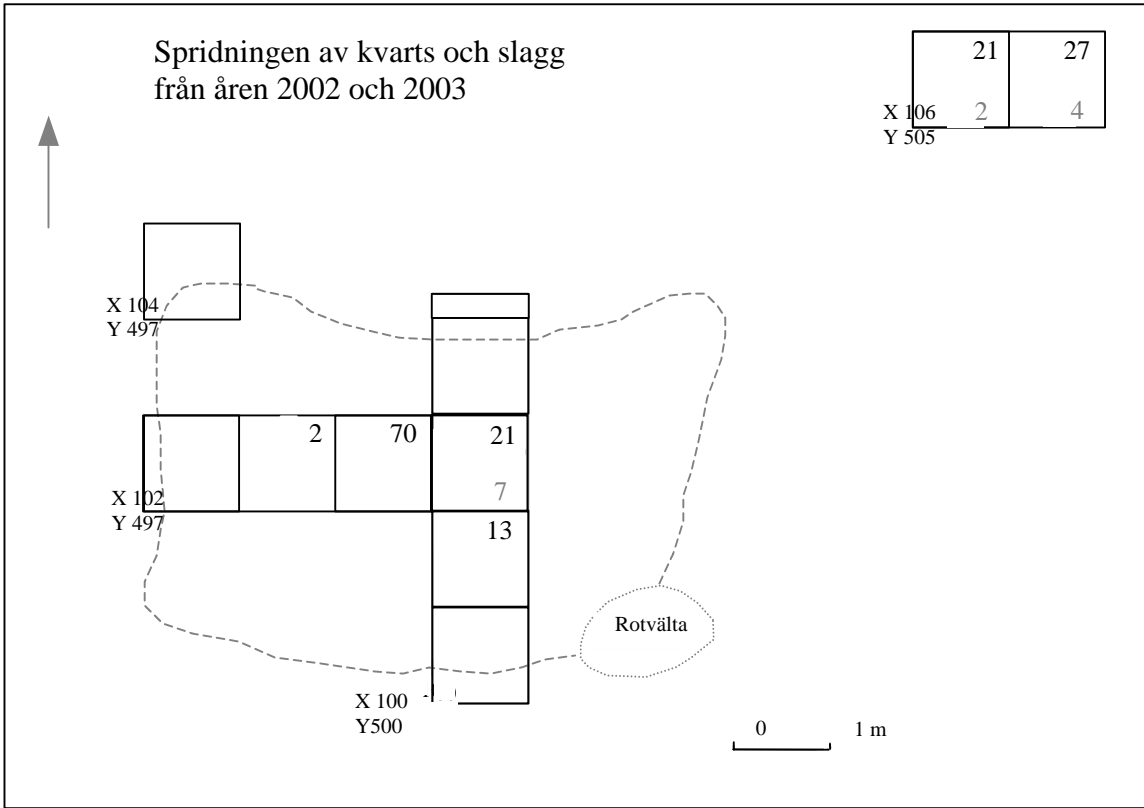 Spridningen av kvarts och slagg
från åren 2002 och 2003
21 27
2 4
X 106
Y 505
X 104
Y 497
2 70 21
7
X 102
Y 497
13
Rotvälta
X 100
Y500
0 1 m